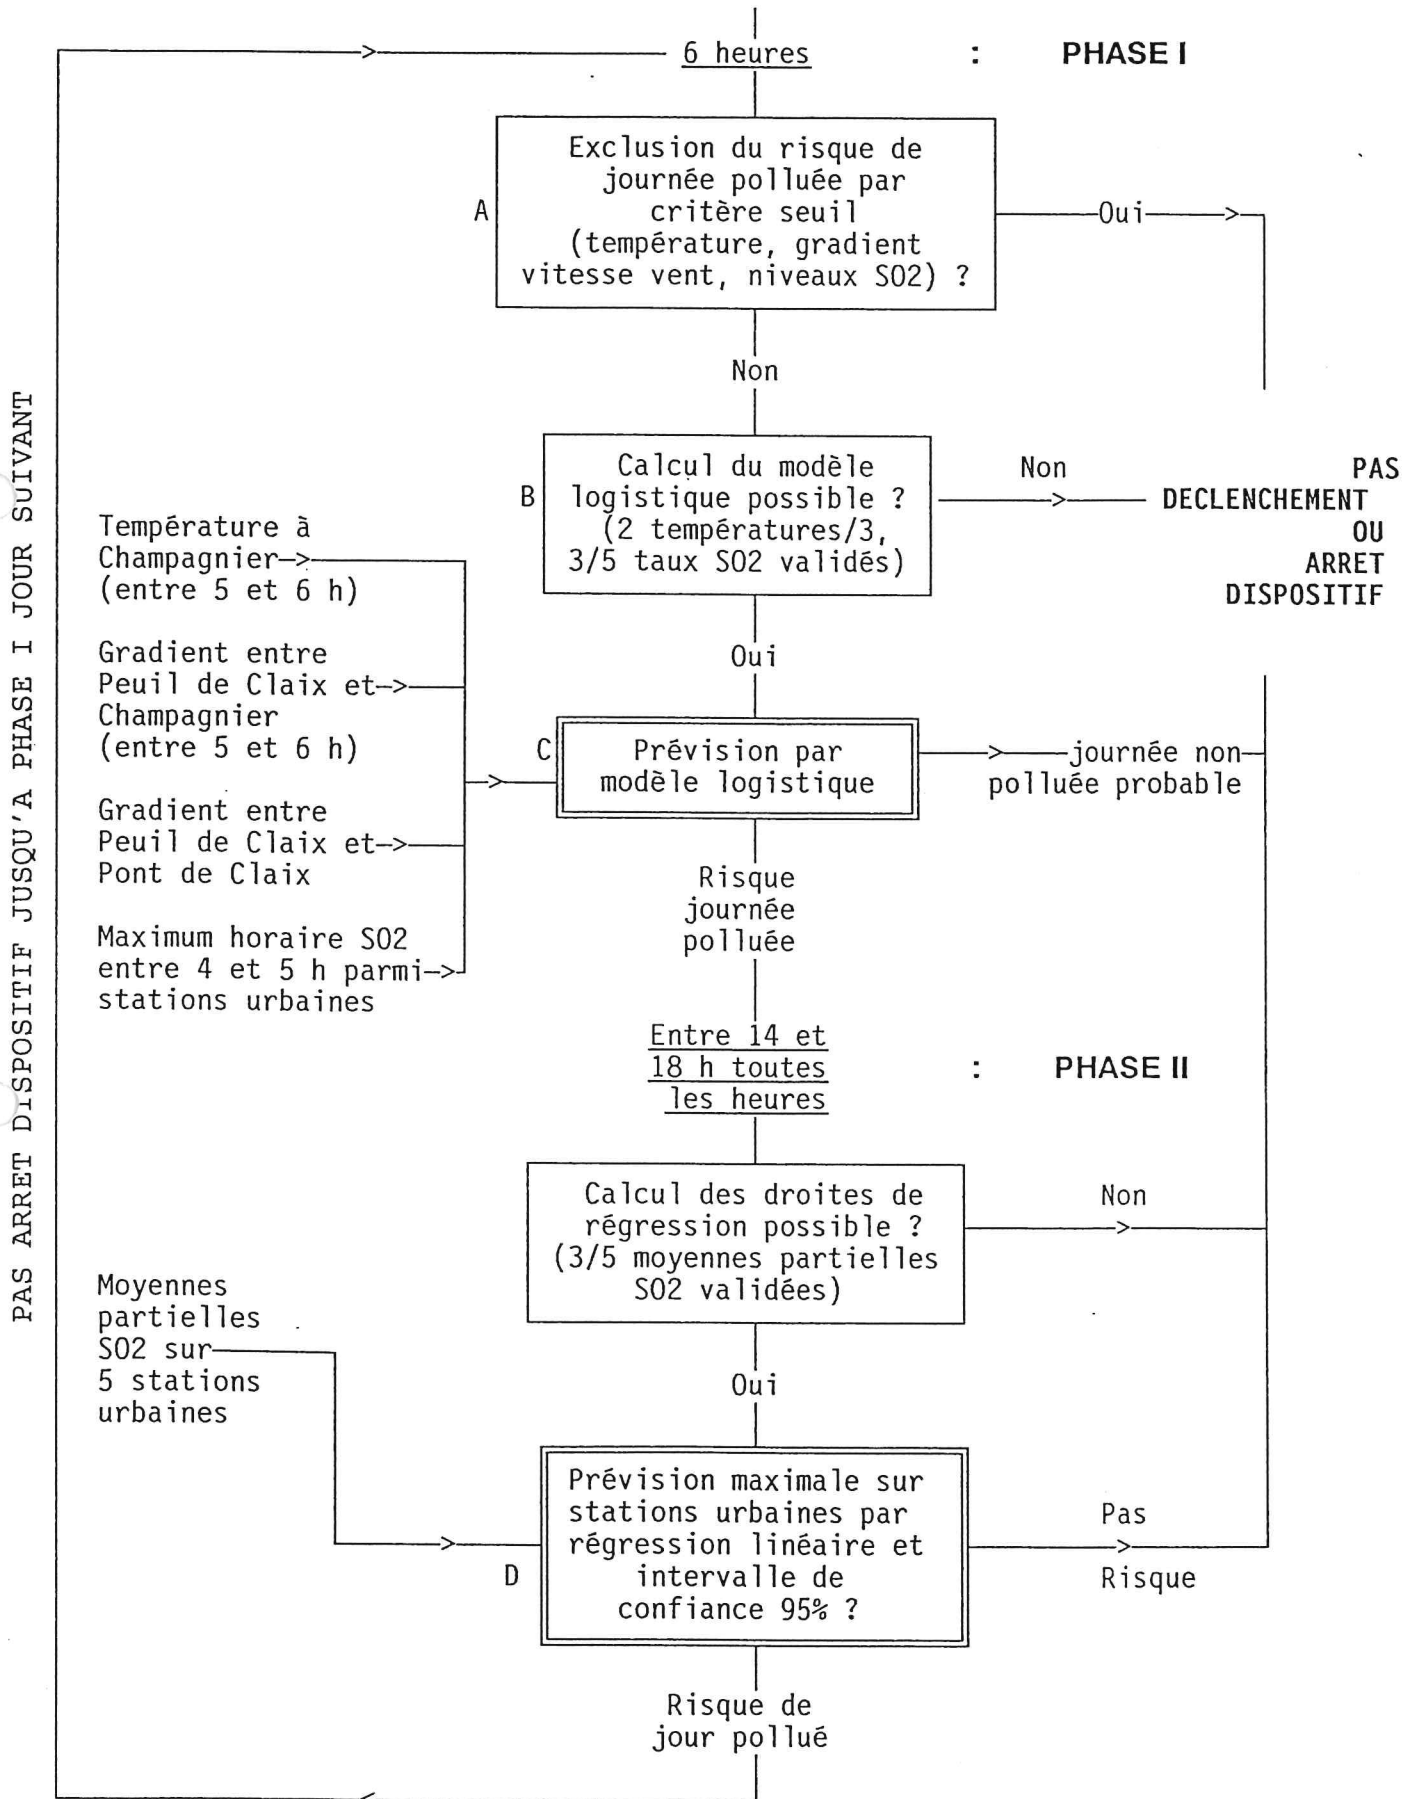 6 heures : PHASE I
Exclusion du risque de
journée polluée par
critère seuil
(température, gradient
vitesse vent, niveaux SO2) ?
A
Oui
Non
Calcul du modèle
logistique possible ?
(2 températures/3,
3/5 taux SO2 validés)
B
Non
PAS
DECLENCHEMENT
OU
ARRET
DISPOSITIF
Température à
Champagnier
(entre 5 et 6 h)
Gradient entre
Peuil de Claix et
Champagnier
(entre 5 et 6 h)
Gradient entre
Peuil de Claix et
Pont de Claix
Maximum horaire SO2
entre 4 et 5 h parmi
stations urbaines
Oui
C
Prévision par
modèle logistique
journée non
polluée probable
Risque
journée
polluée
Entre 14 et
18 h toutes : PHASE II
les heures
Calcul des droites de
régression possible ?
(3/5 moyennes partielles
SO2 validées)
Non
Moyennes
partielles
SO2 sur
5 stations
urbaines
Oui
Prévision maximale sur
stations urbaines par
régression linéaire et
intervalle de
confiance 95% ?
D
Pas
Risque
Risque de
jour pollué
PAS ARRET DISPOSITIF JUSQU'A PHASE I JOUR SUIVANT